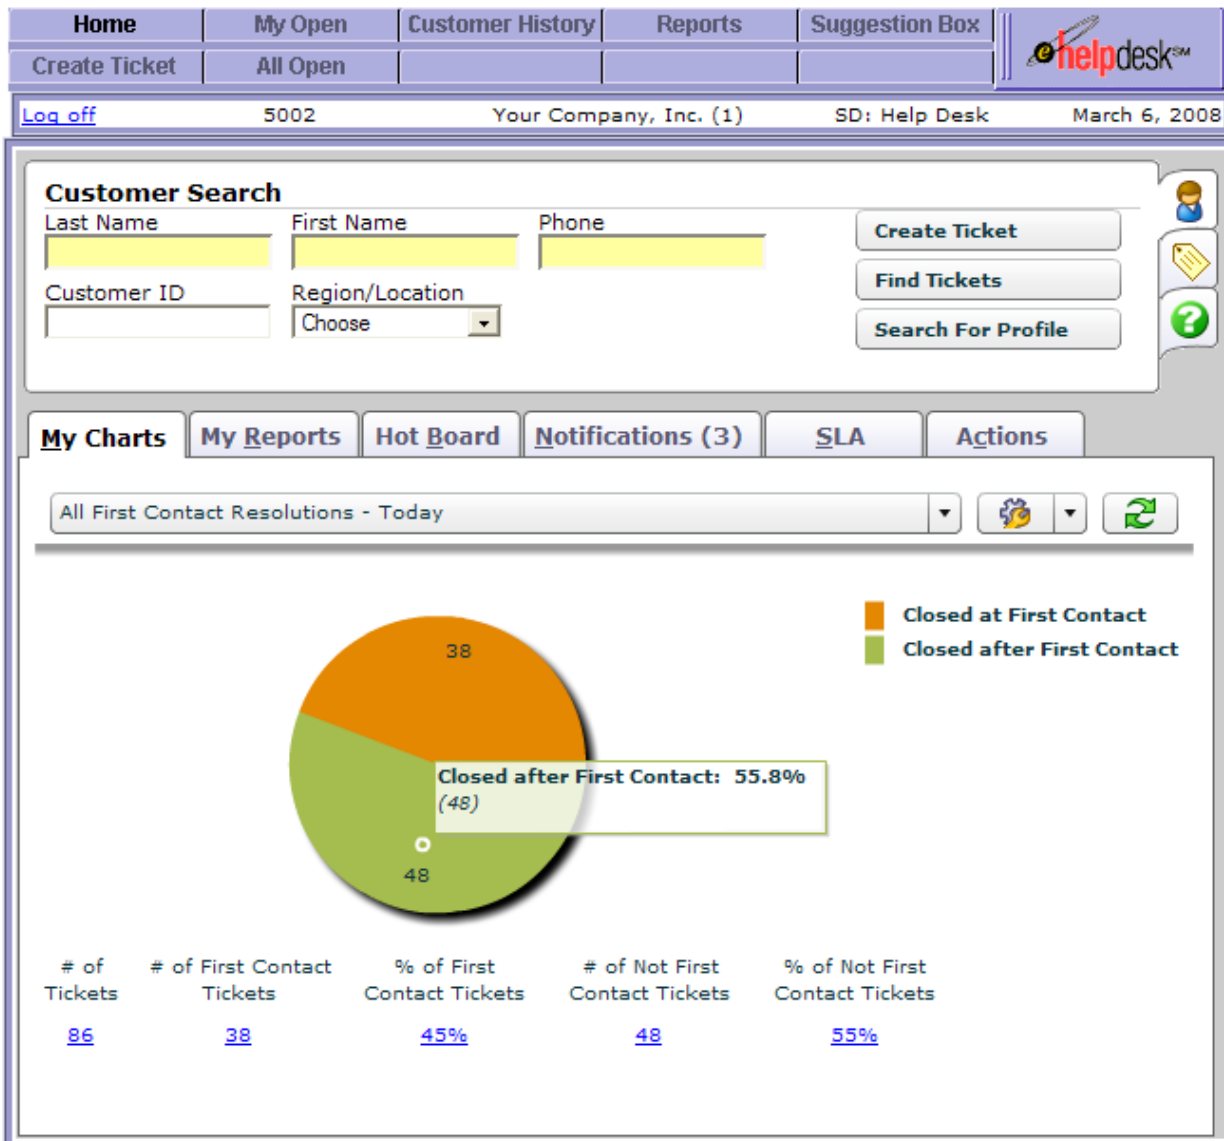 Home My Open Customer History Reports Suggestion Box
Create Ticket All Open
ehelpdesk SM
Log off 5002 Your Company, Inc. (1) SD: Help Desk March 6, 2008
Customer Search
Last Name First Name Phone
Customer ID Region/Location
Choose
Create Ticket
Find Tickets
Search For Profile
My Charts My Reports Hot Board Notifications (3) SLA Actions
All First Contact Resolutions - Today
Closed at First Contact
Closed after First Contact
38
Closed after First Contact: 55.8%
(48)
48
# of Tickets # of First Contact Tickets % of First Contact Tickets # of Not First Contact Tickets % of Not First Contact Tickets
86 38 45% 48 55%